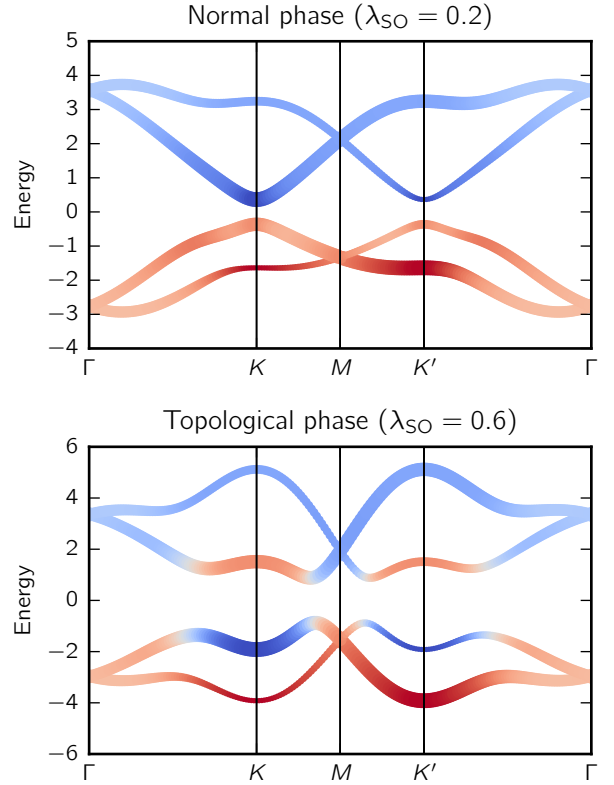 Normal phase (λSO = 0.2)
5
4
3
2
1
0
−1
−2
−3
−4
Energy
Γ K M K′ Γ
Topological phase (λSO = 0.6)
6
4
2
0
−2
−4
−6
Energy
Γ K M K′ Γ